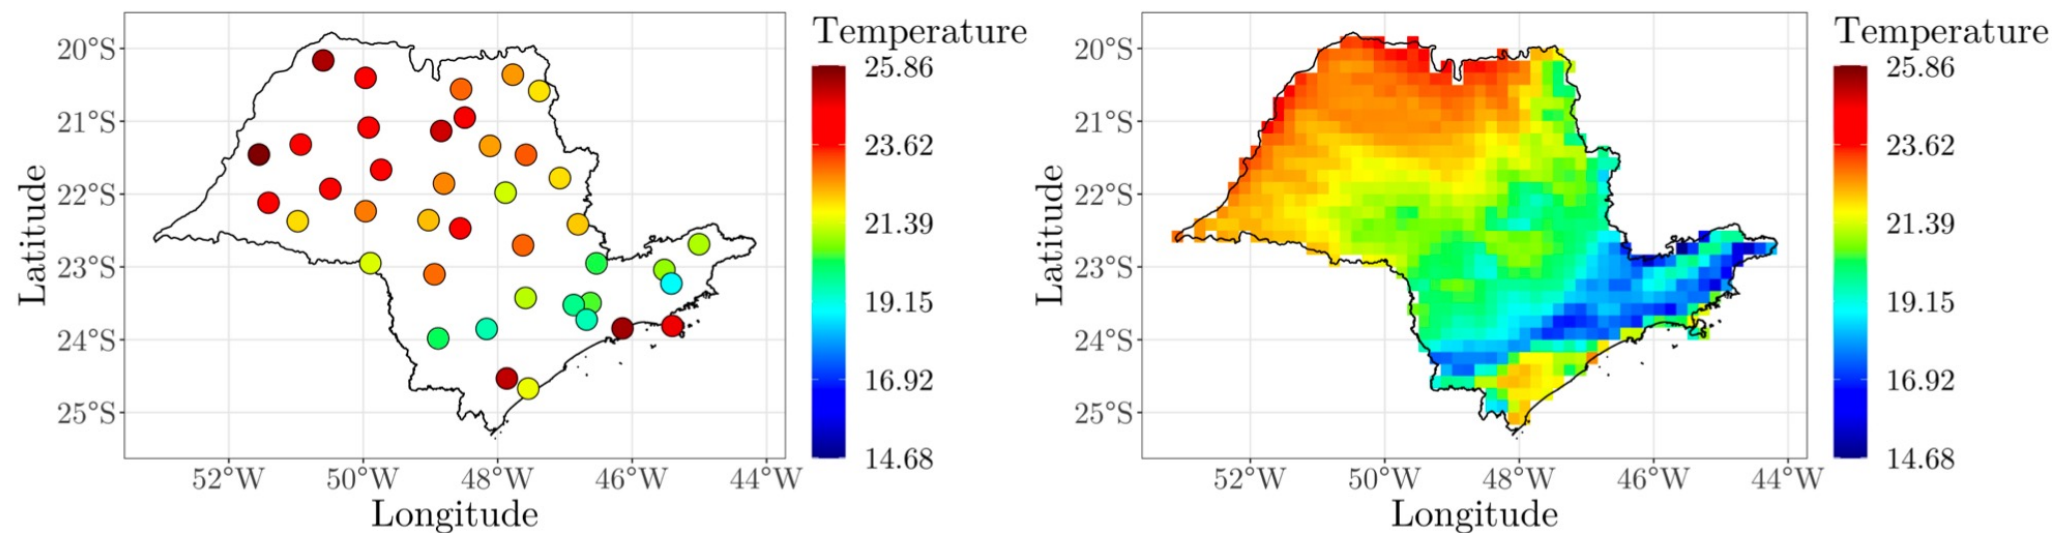 Temperature
25.86
23.62
21.39
19.15
16.92
14.68
20°S
21°S
22°S
23°S
24°S
25°S
Latitude
52°W 50°W 48°W 46°W 44°W
Longitude
Temperature
25.86
23.62
21.39
19.15
16.92
14.68
20°S
21°S
22°S
23°S
24°S
25°S
Latitude
52°W 50°W 48°W 46°W 44°W
Longitude